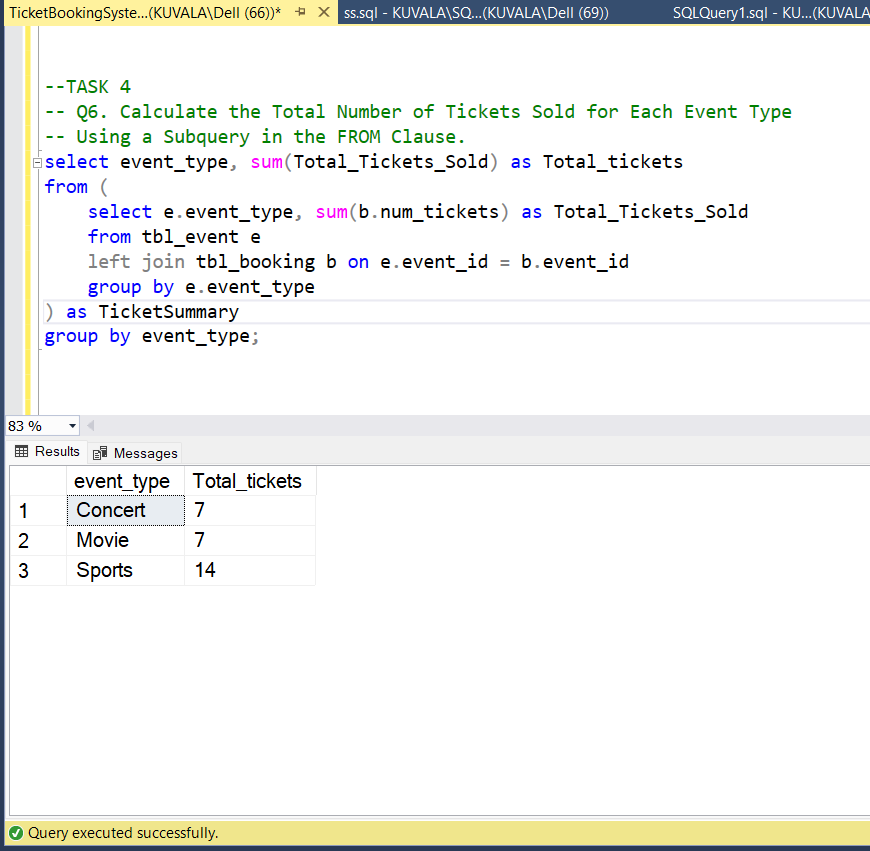 TicketBookingSyste...(KUVALA\Dell (66))* ss.sql - KUVALA\SQ...(KUVALA\Dell (69)) SQLQuery1.sql - KU...(KUVALA
--TASK 4
-- Q6. Calculate the Total Number of Tickets Sold for Each Event Type
-- Using a Subquery in the FROM Clause.
select event_type, sum(Total_Tickets_Sold) as Total_tickets
from (
    select e.event_type, sum(b.num_tickets) as Total_Tickets_Sold
    from tbl_event e
    left join tbl_booking b on e.event_id = b.event_id
    group by e.event_type
) as TicketSummary
group by event_type;
83 %
Results Messages
event_type Total_tickets
1 Concert 7
2 Movie 7
3 Sports 14
Query executed successfully.